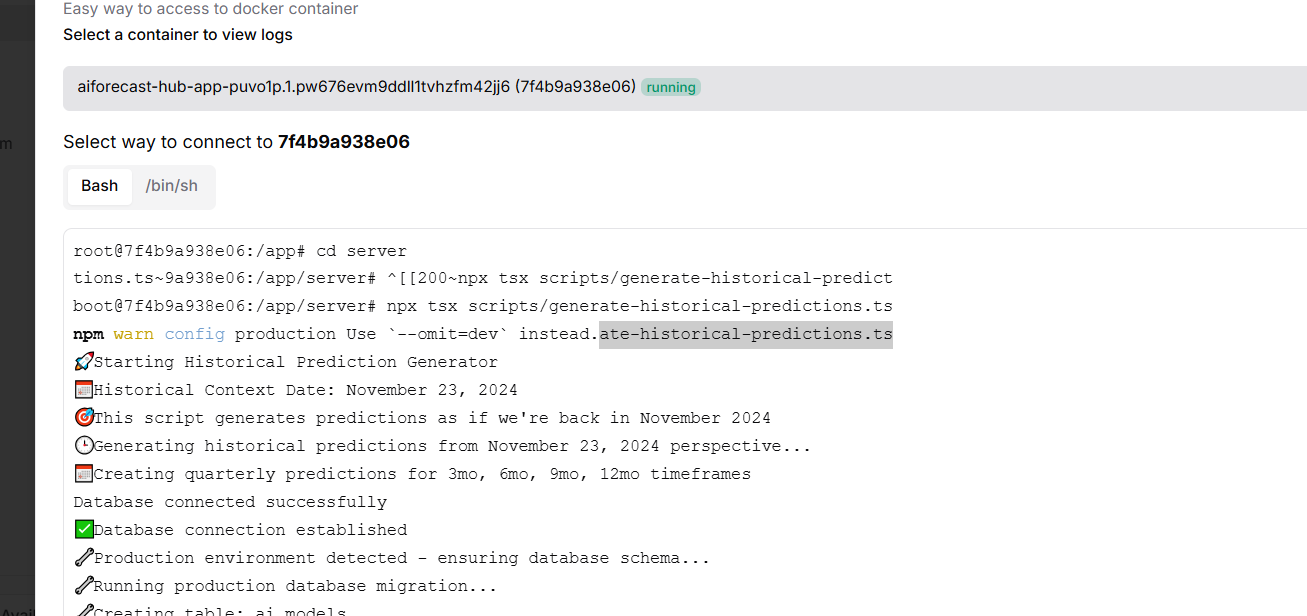 Easy way to access to docker container
Select a container to view logs
aiforecast-hub-app-puvo1p.1.pw676evm9ddll1tvhzfm42jj6 (7f4b9a938e06) running
m
Select way to connect to 7f4b9a938e06
Bash /bin/sh
root@7f4b9a938e06:/app# cd server
tions.ts~9a938e06:/app/server# ^[[200~npx tsx scripts/generate-historical-predict
boot@7f4b9a938e06:/app/server# npx tsx scripts/generate-historical-predictions.ts
npm warn config production Use `--omit=dev` instead.ate-historical-predictions.ts
🚀Starting Historical Prediction Generator
📅Historical Context Date: November 23, 2024
🎯This script generates predictions as if we're back in November 2024
🕒Generating historical predictions from November 23, 2024 perspective...
📅Creating quarterly predictions for 3mo, 6mo, 9mo, 12mo timeframes
Database connected successfully
✅Database connection established
🔧Production environment detected - ensuring database schema...
🔧Running production database migration...
🔧Creating table: ai_models